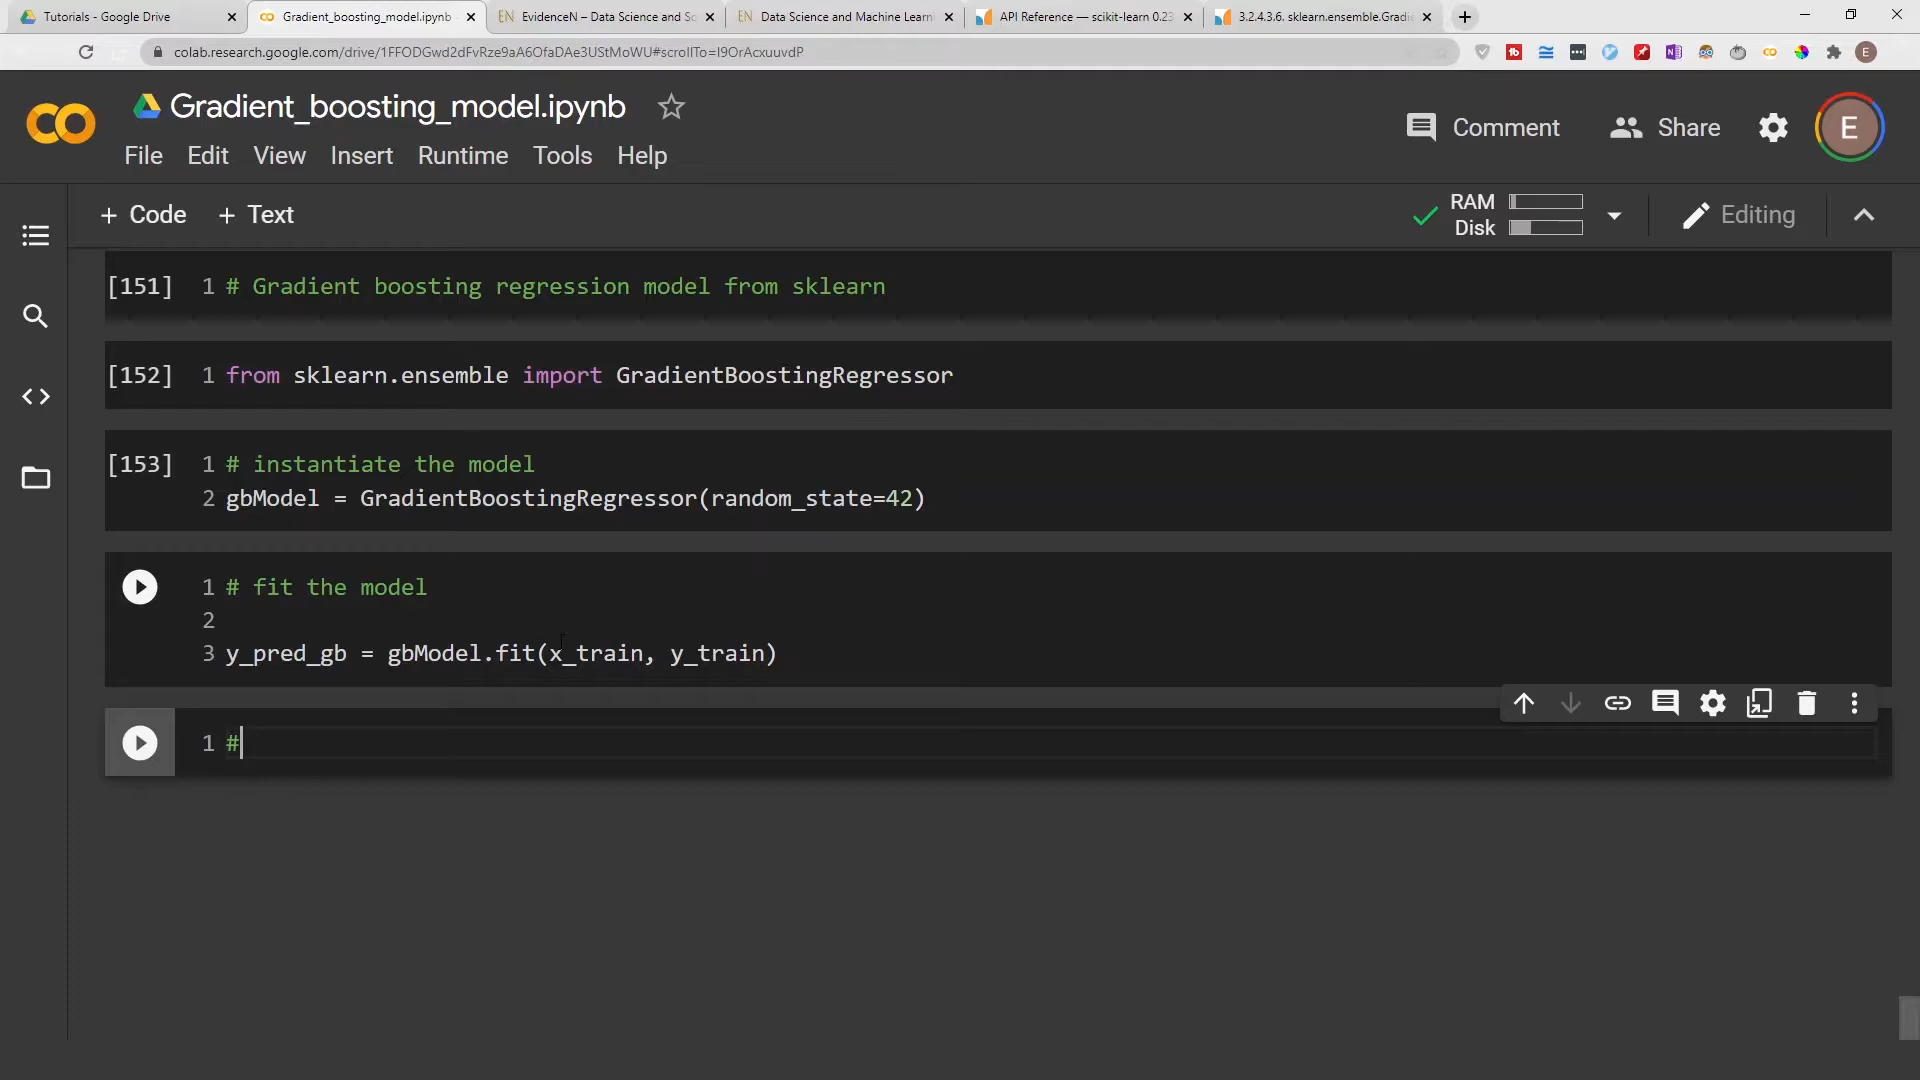 Tutorials - Google Drive
Gradient_boosting_model.ipynb
EN EvidenceN – Data Science and Sc
EN Data Science and Machine Learni
API Reference — scikit-learn 0.23
3.2.4.3.6. sklearn.ensemble.Gradie
colab.research.google.com/drive/1FFODGwd2dFvRze9aA6OfaDAe3UStMoWU#scrollTo=I9OrAcxuuvdP
E
Gradient_boosting_model.ipynb
Comment
Share
E
File Edit View Insert Runtime Tools Help
+ Code + Text
RAM
Disk
Editing
[151] 1 # Gradient boosting regression model from sklearn
[152] 1 from sklearn.ensemble import GradientBoostingRegressor
[153] 1 # instantiate the model
2 gbModel = GradientBoostingRegressor(random_state=42)
1 # fit the model
2
3 y_pred_gb = gbModel.fit(x_train, y_train)
1 #